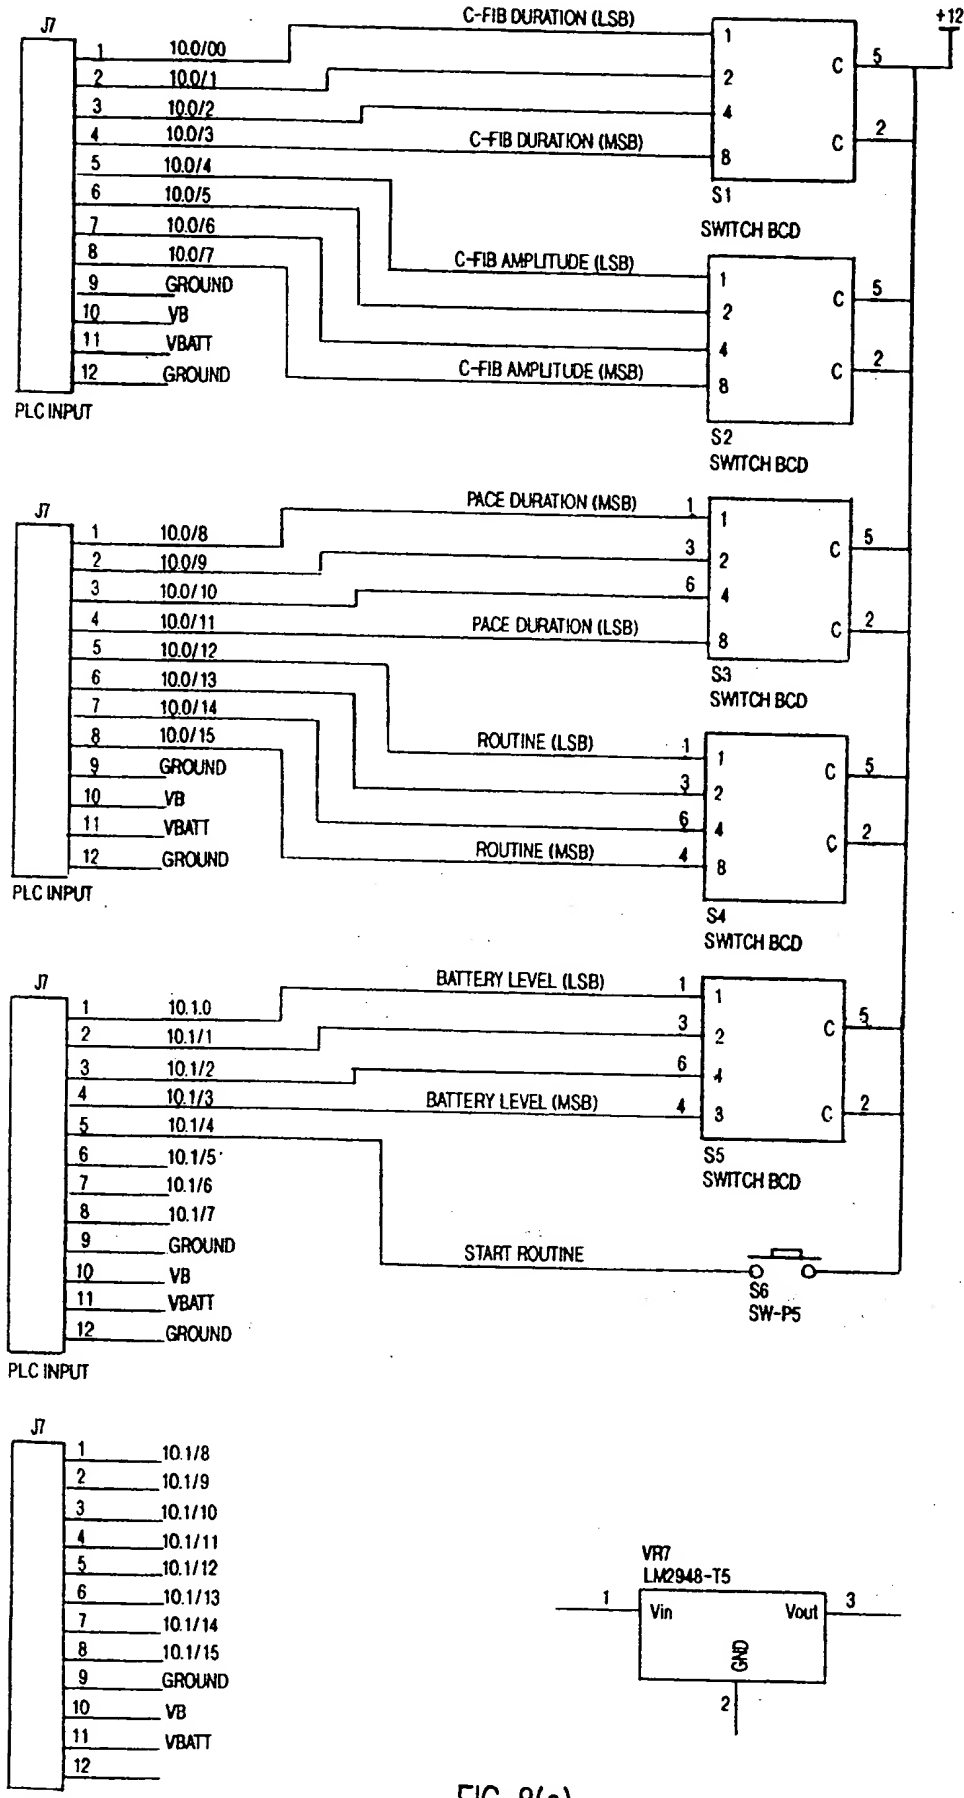 C-FIB DURATION (LSB)
+12
J7
1 10.0/00
2 10.0/1
3 10.0/2
4 10.0/3
5 10.0/4
6 10.0/5
7 10.0/6
8 10.0/7
9 GROUND
10 VB
11 VBATT
12 GROUND
PLC INPUT
C-FIB DURATION (MSB)
1 C 5
2
4
8 C 2
S1
SWITCH BCD
C-FIB AMPLITUDE (LSB)
C-FIB AMPLITUDE (MSB)
1
2 C 5
4 C 2
8
S2
SWITCH BCD
J7
1 10.0/8
2 10.0/9
3 10.0/10
4 10.0/11
5 10.0/12
6 10.0/13
7 10.0/14
8 10.0/15
9 GROUND
10 VB
11 VBATT
12 GROUND
PLC INPUT
PACE DURATION (MSB) 1 1
3 2 C 5
6 4
PACE DURATION (LSB) 8 C 2
S3
SWITCH BCD
ROUTINE (LSB) 1 1 C 5
3 2
6 4 C 2
ROUTINE (MSB) 4 8
S4
SWITCH BCD
J7
1 10.1.0
2 10.1/1
3 10.1/2
4 10.1/3
5 10.1/4
6 10.1/5
7 10.1/6
8 10.1/7
9 GROUND
10 VB
11 VBATT
12 GROUND
PLC INPUT
BATTERY LEVEL (LSB) 1 1
3 2 C 5
6 4
BATTERY LEVEL (MSB) 4 3 C 2
S5
SWITCH BCD
START ROUTINE
S6
SW-P5
J7
1 10.1/8
2 10.1/9
3 10.1/10
4 10.1/11
5 10.1/12
6 10.1/13
7 10.1/14
8 10.1/15
9 GROUND
10 VB
11 VBATT
12
VR7
LM2948-T5
1 Vin Vout 3
GND
2